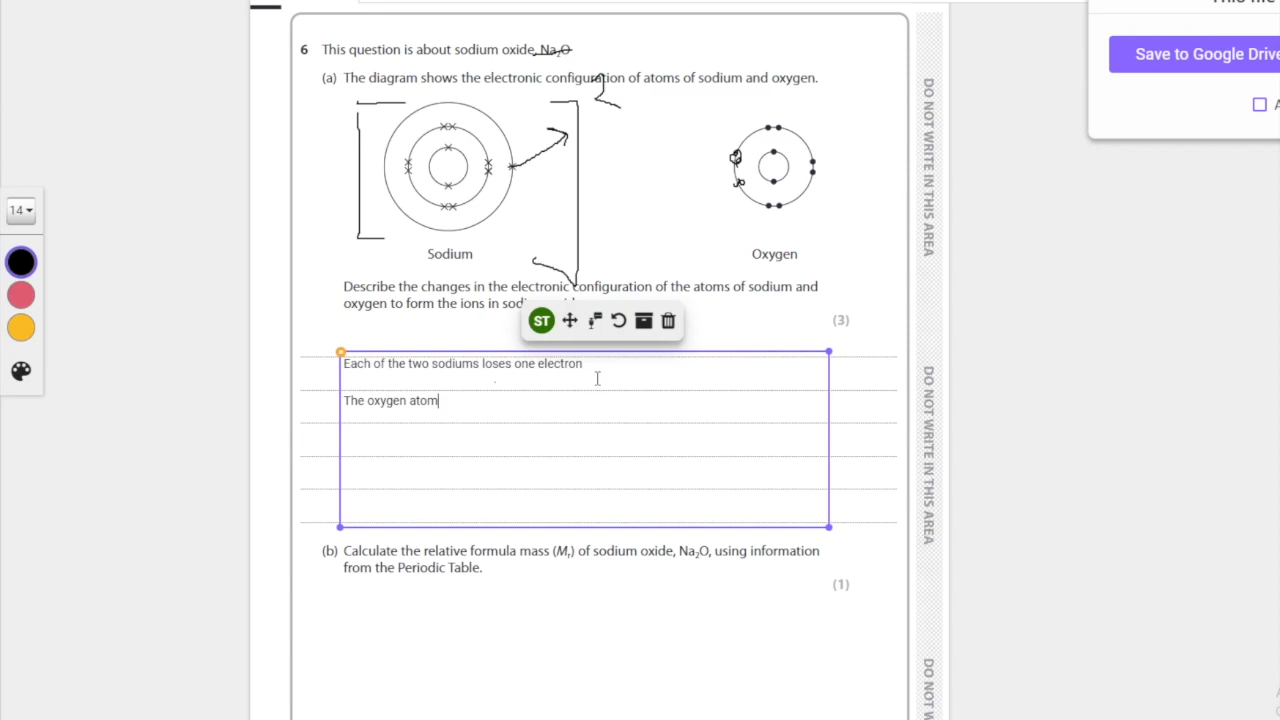 Save to Google Drive
6 This question is about sodium oxide, Na₂O
(a) The diagram shows the electronic configuration of atoms of sodium and oxygen.
Sodium
Oxygen
Describe the changes in the electronic configuration of the atoms of sodium and
oxygen to form the ions in
(3)
ST
14
Each of the two sodiums loses one electron
The oxygen atom
(b) Calculate the relative formula mass (Mr) of sodium oxide, Na₂O, using information
from the Periodic Table.
(1)
DO NOT WRITE IN THIS AREA
DO NOT WRITE IN THIS AREA
DO NOT W